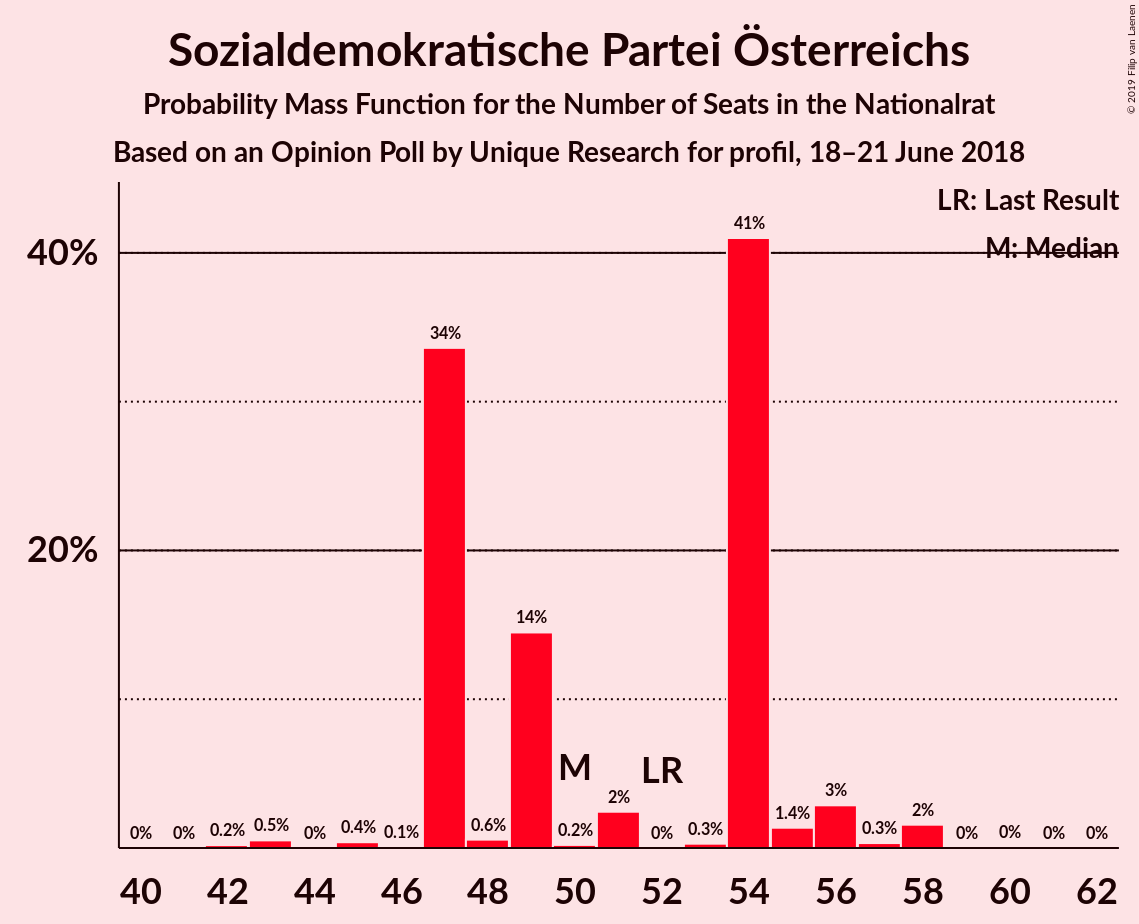 Sozialdemokratische Partei Österreichs
Probability Mass Function for the Number of Seats in the Nationalrat
Based on an Opinion Poll by Unique Research for profil, 18–21 June 2018
© 2019 Filip van Laenen
LR: Last Result
M: Median
40%
20%
0% 0% 0.2% 0.5% 0% 0.4% 0.1% 34% 0.6% 14% 0.2% 2% 0% 0.3% 41% 1.4% 3% 0.3% 2% 0% 0% 0% 0%
M LR
40 42 44 46 48 50 52 54 56 58 60 62